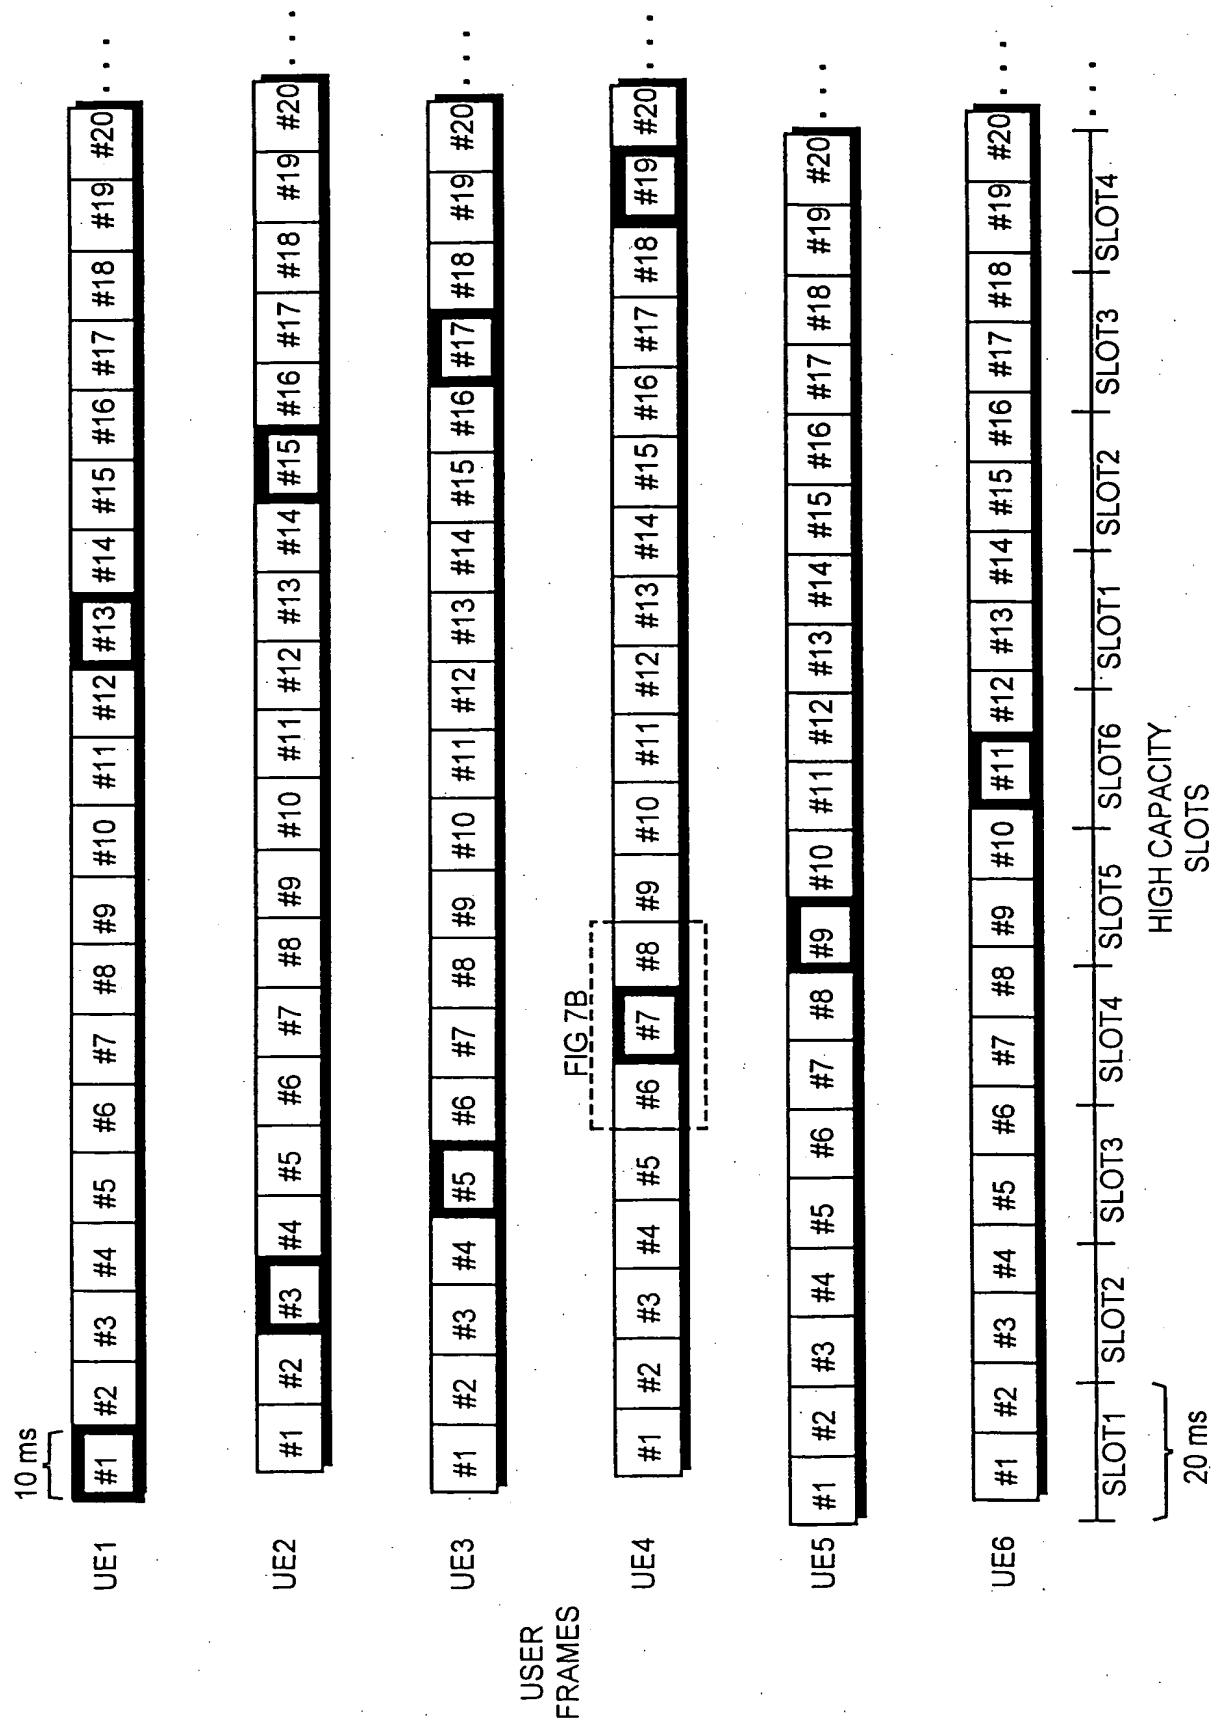 10 ms
UE1 #1 #2 #3 #4 #5 #6 #7 #8 #9 #10 #11 #12 #13 #14 #15 #16 #17 #18 #19 #20 . . .
UE2 #1 #2 #3 #4 #5 #6 #7 #8 #9 #10 #11 #12 #13 #14 #15 #16 #17 #18 #19 #20 . . .
USER
FRAMES
UE3 #1 #2 #3 #4 #5 #6 #7 #8 #9 #10 #11 #12 #13 #14 #15 #16 #17 #18 #19 #20 . . .
FIG 7B
UE4 #1 #2 #3 #4 #5 #6 #7 #8 #9 #10 #11 #12 #13 #14 #15 #16 #17 #18 #19 #20 . . .
UE5 #1 #2 #3 #4 #5 #6 #7 #8 #9 #10 #11 #12 #13 #14 #15 #16 #17 #18 #19 #20 . . .
UE6 #1 #2 #3 #4 #5 #6 #7 #8 #9 #10 #11 #12 #13 #14 #15 #16 #17 #18 #19 #20 . . .
SLOT1 SLOT2 SLOT3 SLOT4 SLOT5 SLOT6 SLOT1 SLOT2 SLOT3 SLOT4 . . .
20 ms
HIGH CAPACITY
SLOTS